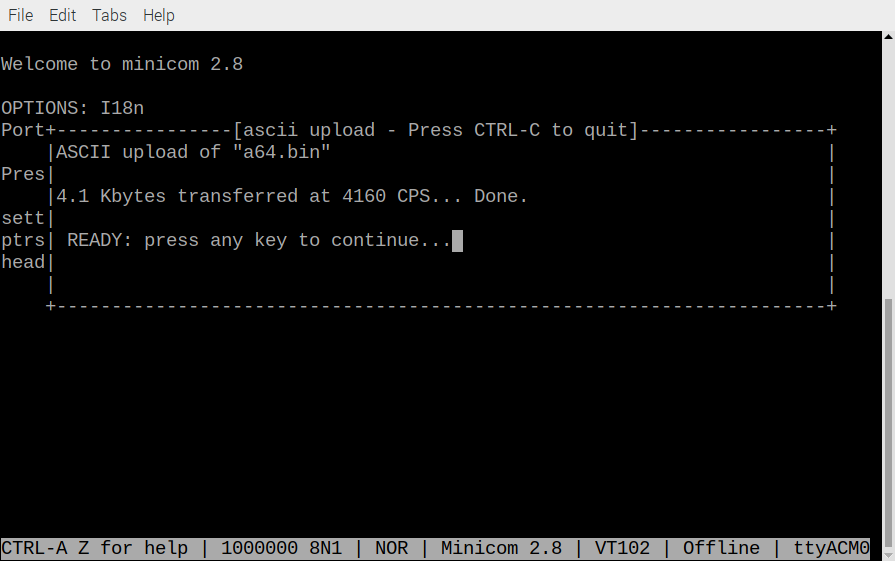 File Edit Tabs Help
Welcome to minicom 2.8
OPTIONS: I18n
Port+----------------[ascii upload - Press CTRL-C to quit]-----------------+
|ASCII upload of "a64.bin" |
Pres| |
|4.1 Kbytes transferred at 4160 CPS... Done. |
sett| |
ptrs| READY: press any key to continue... |
head| |
| |
+----------------------------------------------------------------------+
CTRL-A Z for help | 1000000 8N1 | NOR | Minicom 2.8 | VT102 | Offline | ttyACM0